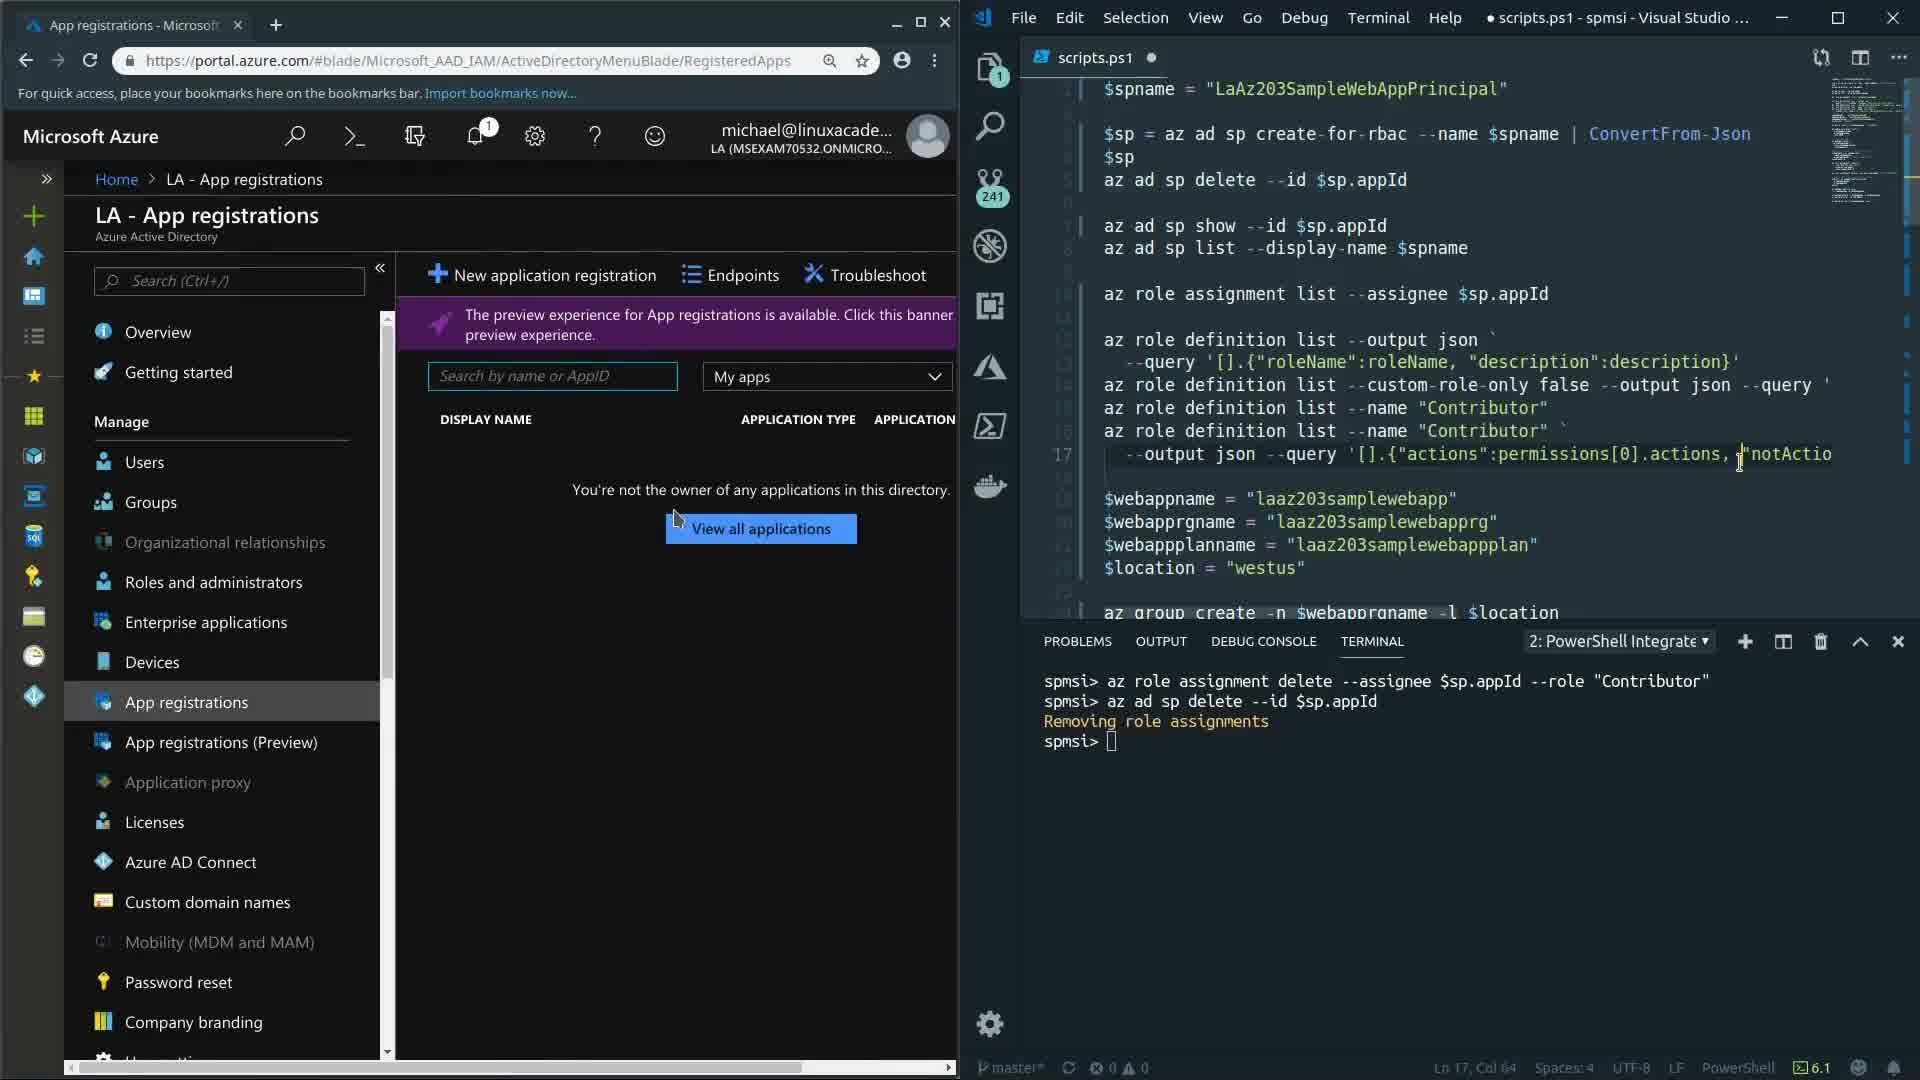 App registrations - Microsoft
https://portal.azure.com/#blade/Microsoft_AAD_IAM/ActiveDirectoryMenuBlade/RegisteredApps
For quick access, place your bookmarks here on the bookmarks bar. Import bookmarks now...
Microsoft Azure
1
michael@linuxacade...
LA (MSEXAM70532.ONMICRO...
Home > LA - App registrations
LA - App registrations
Azure Active Directory
Search (Ctrl+/)
Overview
Getting started
Manage
Users
Groups
Organizational relationships
Roles and administrators
Enterprise applications
Devices
App registrations
App registrations (Preview)
Application proxy
Licenses
Azure AD Connect
Custom domain names
Mobility (MDM and MAM)
Password reset
Company branding
New application registration
Endpoints
Troubleshoot
The preview experience for App registrations is available. Click this banner
preview experience.
Search by name or AppID
My apps
DISPLAY NAME
APPLICATION TYPE
APPLICATION
You're not the owner of any applications in this directory.
View all applications
SQL
File Edit Selection View Go Debug Terminal Help
● scripts.ps1 - spmsi - Visual Studio ...
1
241
scripts.ps1 ●
$spname = "LaAz203SampleWebAppPrincipal"
$sp = az ad sp create-for-rbac --name $spname | ConvertFrom-Json
$sp
az ad sp delete --id $sp.appId
az ad sp show --id $sp.appId
az ad sp list --display-name $spname
az role assignment list --assignee $sp.appId
az role definition list --output json `
--query '[].{"roleName":roleName, "description":description}'
az role definition list --custom-role-only false --output json --query '
az role definition list --name "Contributor"
az role definition list --name "Contributor" `
17 --output json --query '[].{"actions":permissions[0].actions, "notActio
$webappname = "laaz203samplewebapp"
$webapprgname = "laaz203samplewebapprg"
$webappplanname = "laaz203samplewebappplan"
$location = "westus"
az group create -n $webapprgname -l $location
PROBLEMS OUTPUT DEBUG CONSOLE TERMINAL
2: PowerShell Integrate
spmsi> az role assignment delete --assignee $sp.appId --role "Contributor"
spmsi> az ad sp delete --id $sp.appId
Removing role assignments
spmsi>
master* 0 0
Ln 17, Col 64 Spaces: 4 UTF-8 LF PowerShell 6.1